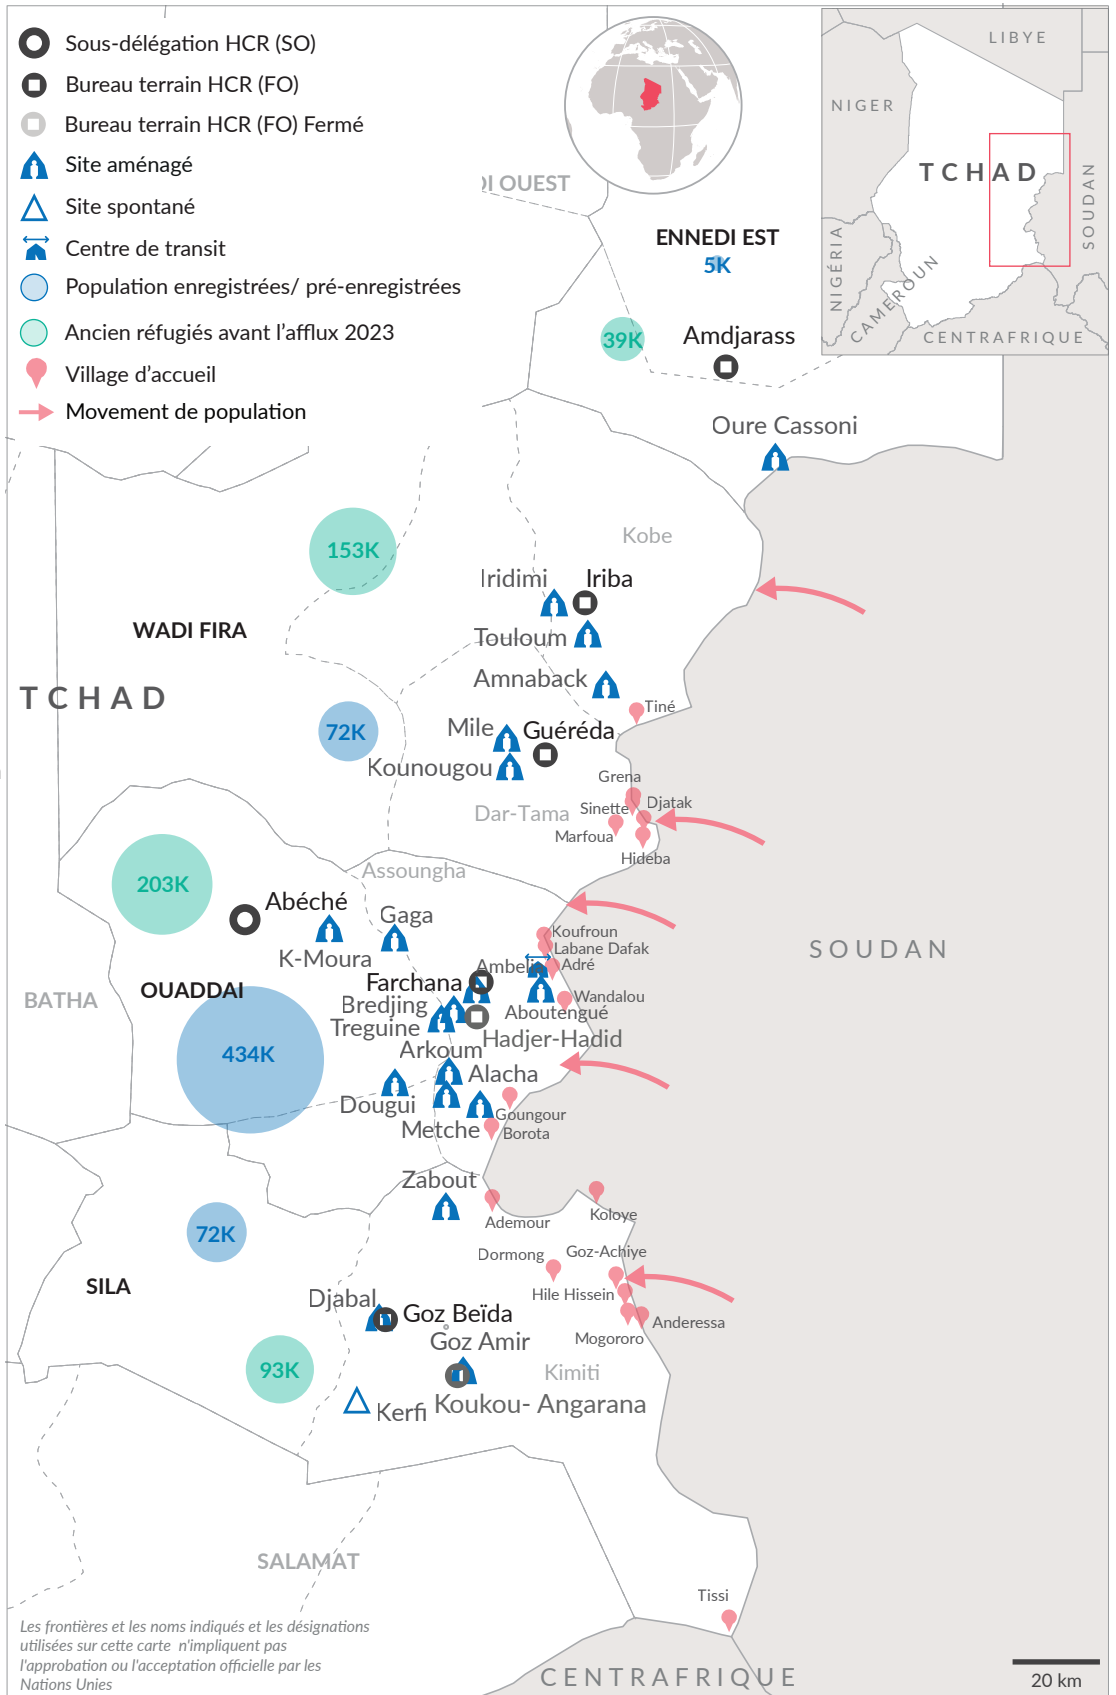 Sous-délégation HCR (SO)
Bureau terrain HCR (FO)
Bureau terrain HCR (FO) Fermé
Site aménagé
Site spontané
Centre de transit
Population enregistrées/ pré-enregistrées
Ancien réfugiés avant l'afflux 2023
Village d'accueil
Movement de population
LIBYE
NIGER
TCHAD
SOUDAN
NIGÉRIA
CAMEROUN
CENTRAFRIQUE
DI OUEST
ENNEDI EST
5K
39K
Amdjarass
Oure Cassoni
Kobe
153K
Iridimi
Iriba
WADI FIRA
Touloum
Amnaback
TCHAD
Tiné
72K
Mile
Guéréda
Kounougou
Grena
Sinette
Djatak
Dar-Tama
Marfoua
Hideba
Assoungha
203K
Abéché
Gaga
K-Moura
Koufroun
Labane Dafak
Adré
Ambelia
SOUDAN
Farchana
OUADDAI
BATHA
Bredjing
Wandalou
Aboutengué
Treguine
Hadjer-Hadid
434K
Arkoum
Alacha
Dougui
Goungour
Metche
Borota
Zabout
Ademour
Koloye
72K
Dormong
Goz-Achiye
SILA
Hile Hissein
Djabal
Goz Beïda
Anderessa
Mogororo
Goz Amir
93K
Kimiti
Kerfi
Koukou- Angarana
SALAMAT
Tissi
Les frontières et les noms indiqués et les désignations
utilisées sur cette carte n'impliquent pas
l'approbation ou l'acceptation officielle par les
Nations Unies
CENTRAFRIQUE
20 km